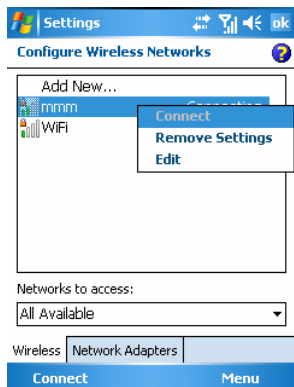 Settings
ok
Configure Wireless Networks
Add New...
mmm
WiFi
Connect
Remove Settings
Edit
Networks to access:
All Available
Wireless Network Adapters
Connect Menu